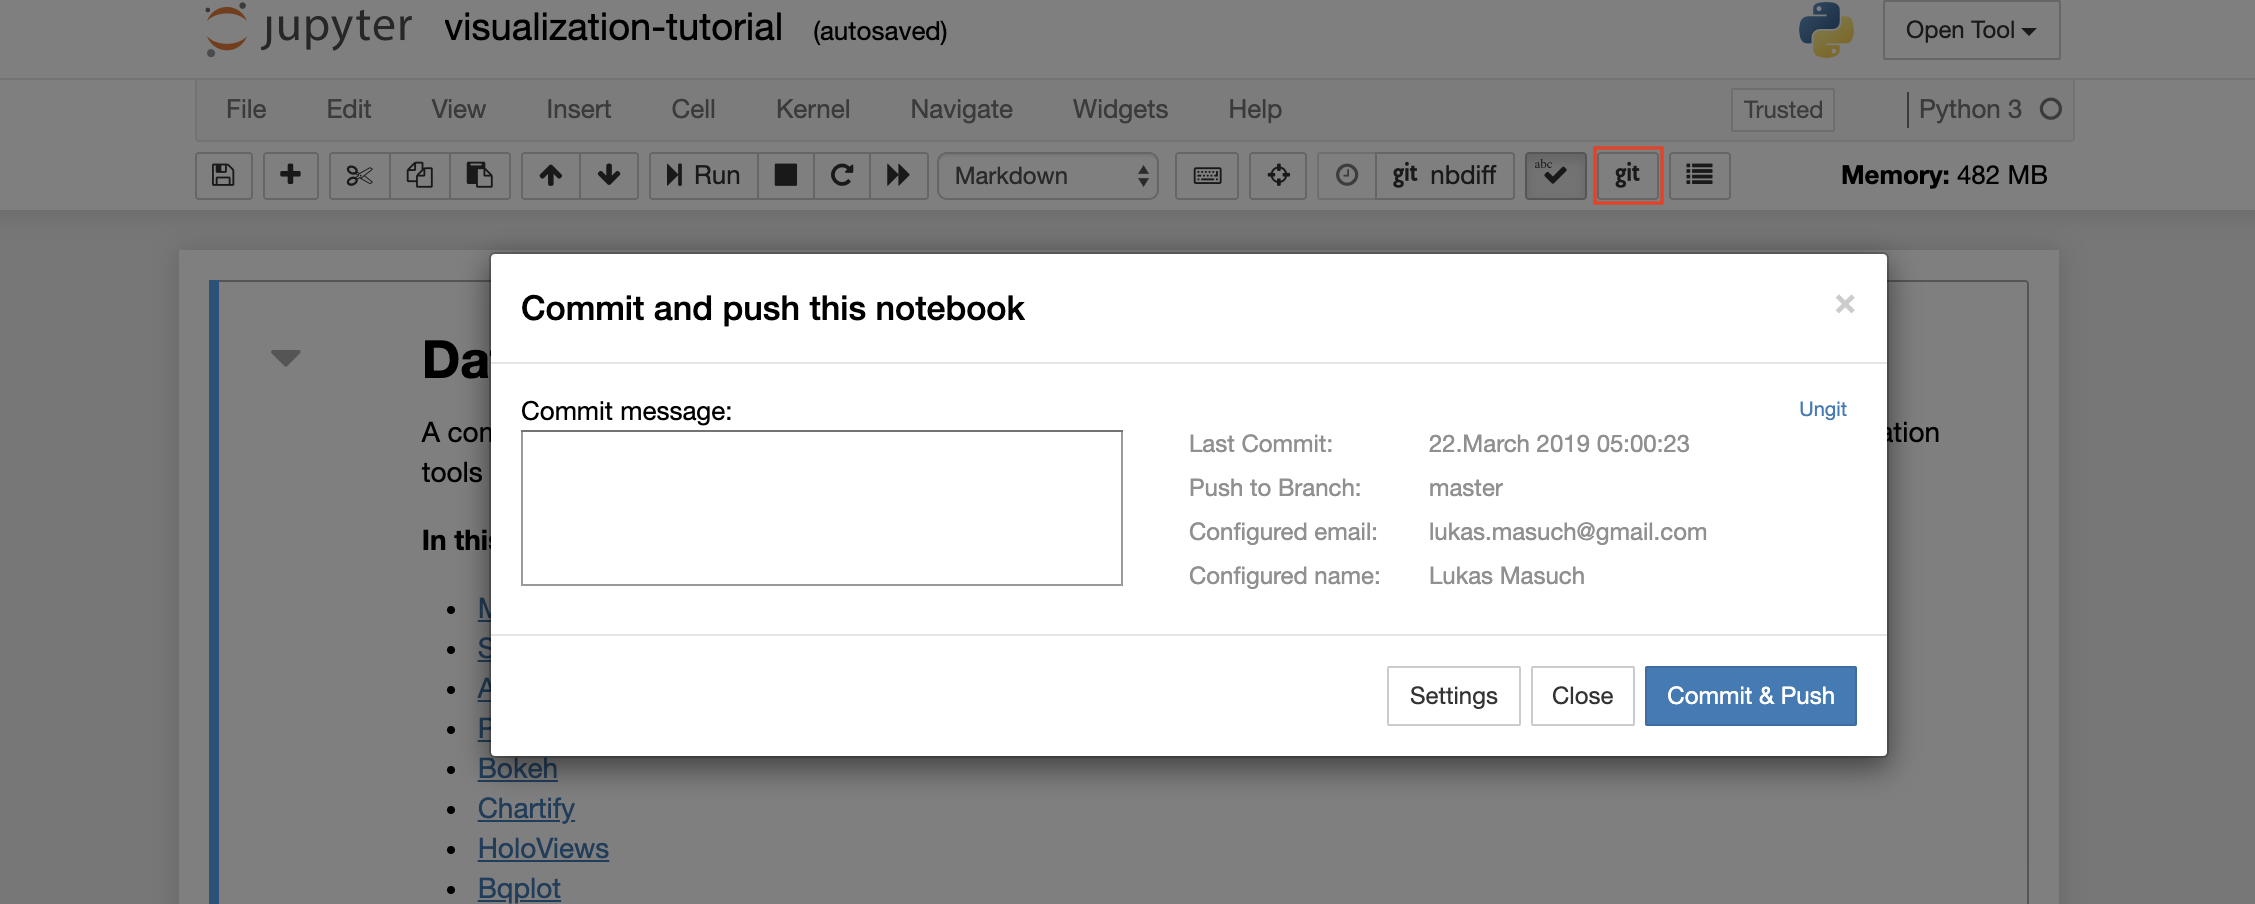 jupyter visualization-tutorial (autosaved) Open Tool
File Edit View Insert Cell Kernel Navigate Widgets Help Trusted Python 3
Run Markdown git nbdiff abc git Memory: 482 MB
Commit and push this notebook ×
Da
Commit message: Ungit
A con ation
Last Commit: 22.March 2019 05:00:23
tools
Push to Branch: master
Configured email: lukas.masuch@gmail.com
In this
Configured name: Lukas Masuch
S
A
Settings Close Commit & Push
Bokeh
Chartify
HoloViews
Bqplot